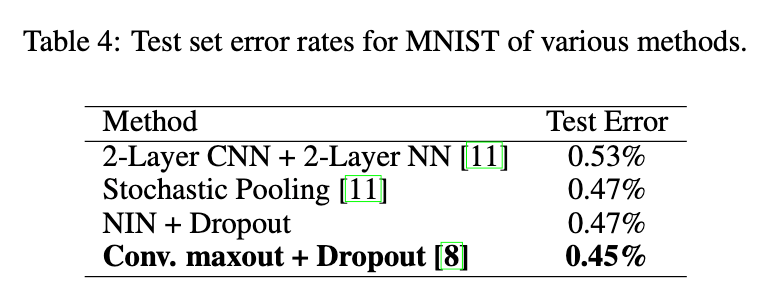 Table 4: Test set error rates for MNIST of various methods.
Method Test Error
2-Layer CNN + 2-Layer NN [11] 0.53%
Stochastic Pooling [11] 0.47%
NIN + Dropout 0.47%
Conv. maxout + Dropout [8] 0.45%